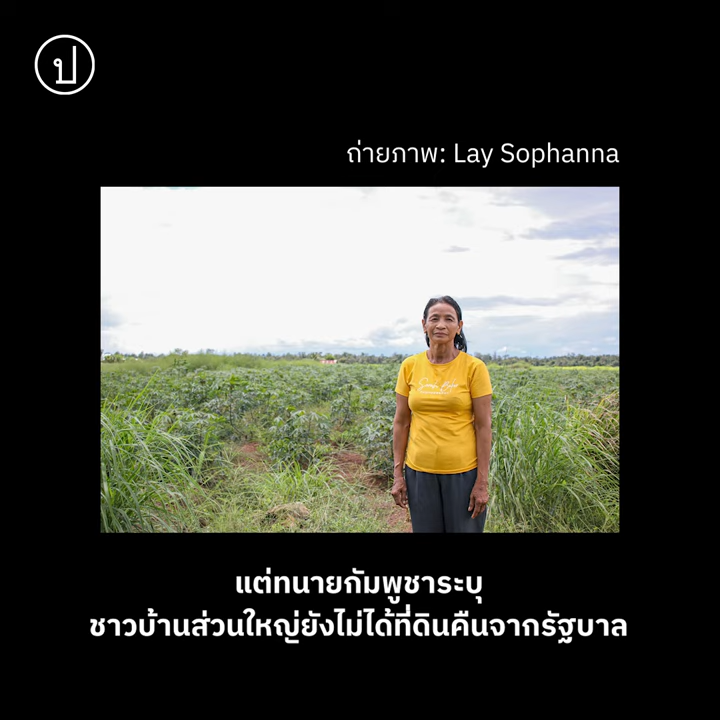 ป
ถ่ายภาพ: Lay Sophanna
แต่ทนายกัมพูชาระบุ
ชาวบ้านส่วนใหญ่ยังไม่ได้ที่ดินคืนจากรัฐบาล